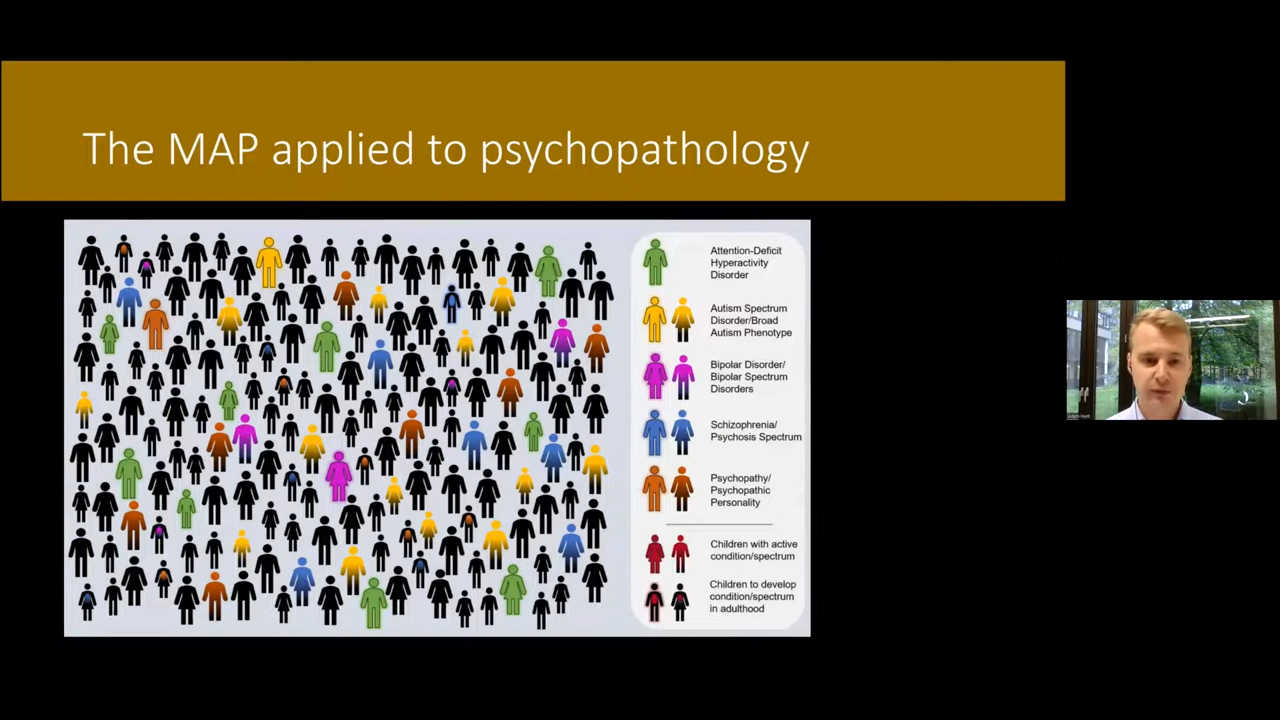 The MAP applied to psychopathology
Attention-Deficit
Hyperactivity
Disorder
Autism Spectrum
Disorder/Broad
Autism Phenotype
Bipolar Disorder/
Bipolar Spectrum
Disorders
Schizophrenia/
Psychosis Spectrum
Psychopathy/
Psychopathic
Personality
Children with active
condition/spectrum
Children to develop
condition/spectrum
in adulthood
Adam Hunt